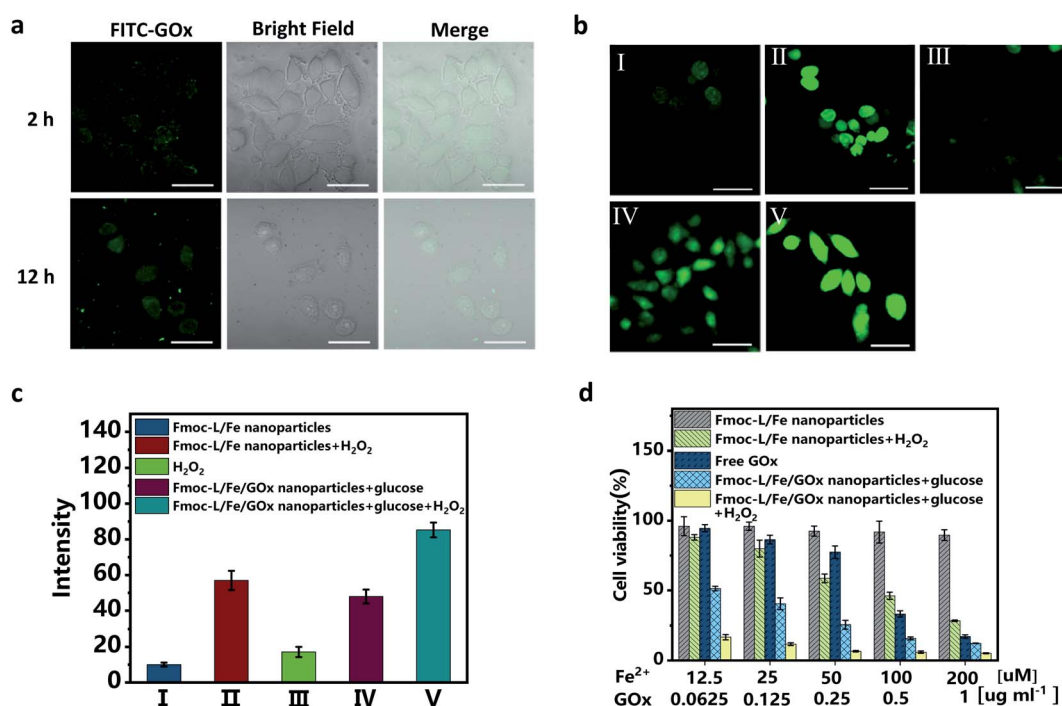 a
FITC-GOx Bright Field Merge
2 h
12 h
b
I II III
IV V
c
Intensity
140
120
100
80
60
40
20
0
Fmoc-L/Fe nanoparticles
Fmoc-L/Fe nanoparticles+H₂O₂
H₂O₂
Fmoc-L/Fe/GOx nanoparticles+glucose
Fmoc-L/Fe/GOx nanoparticles+glucose+H₂O₂
I II III IV V
d
Cell viability(%)
150
100
50
0
Fmoc-L/Fe nanoparticles
Fmoc-L/Fe nanoparticles+H₂O₂
Free GOx
Fmoc-L/Fe/GOx nanoparticles+glucose
Fmoc-L/Fe/GOx nanoparticles+glucose
+H₂O₂
Fe²⁺ 12.5 25 50 100 200 [uM]
GOx 0.0625 0.125 0.25 0.5 1 [ug ml⁻¹]